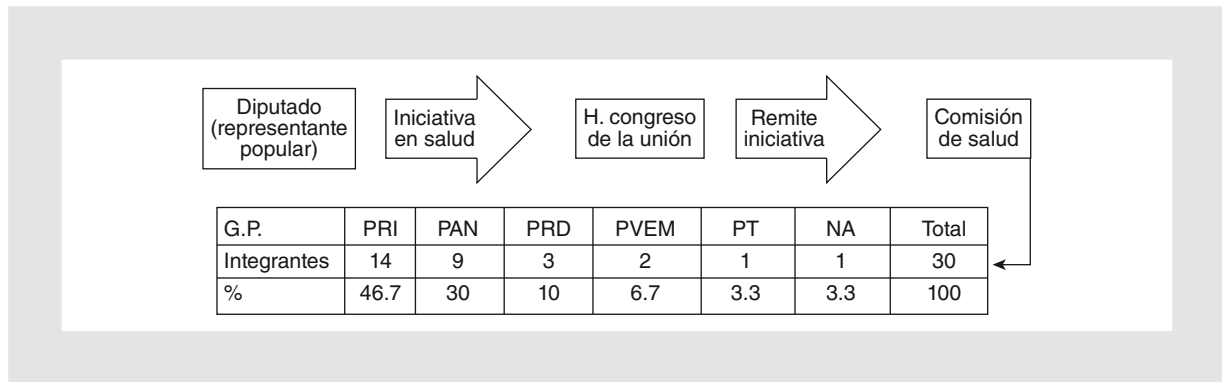 Diputado
(representante
popular)
Iniciativa
en salud
H. congreso
de la unión
Remite
iniciativa
Comisión
de salud
G.P. PRI PAN PRD PVEM PT NA Total
Integrantes 14 9 3 2 1 1 30
% 46.7 30 10 6.7 3.3 3.3 100